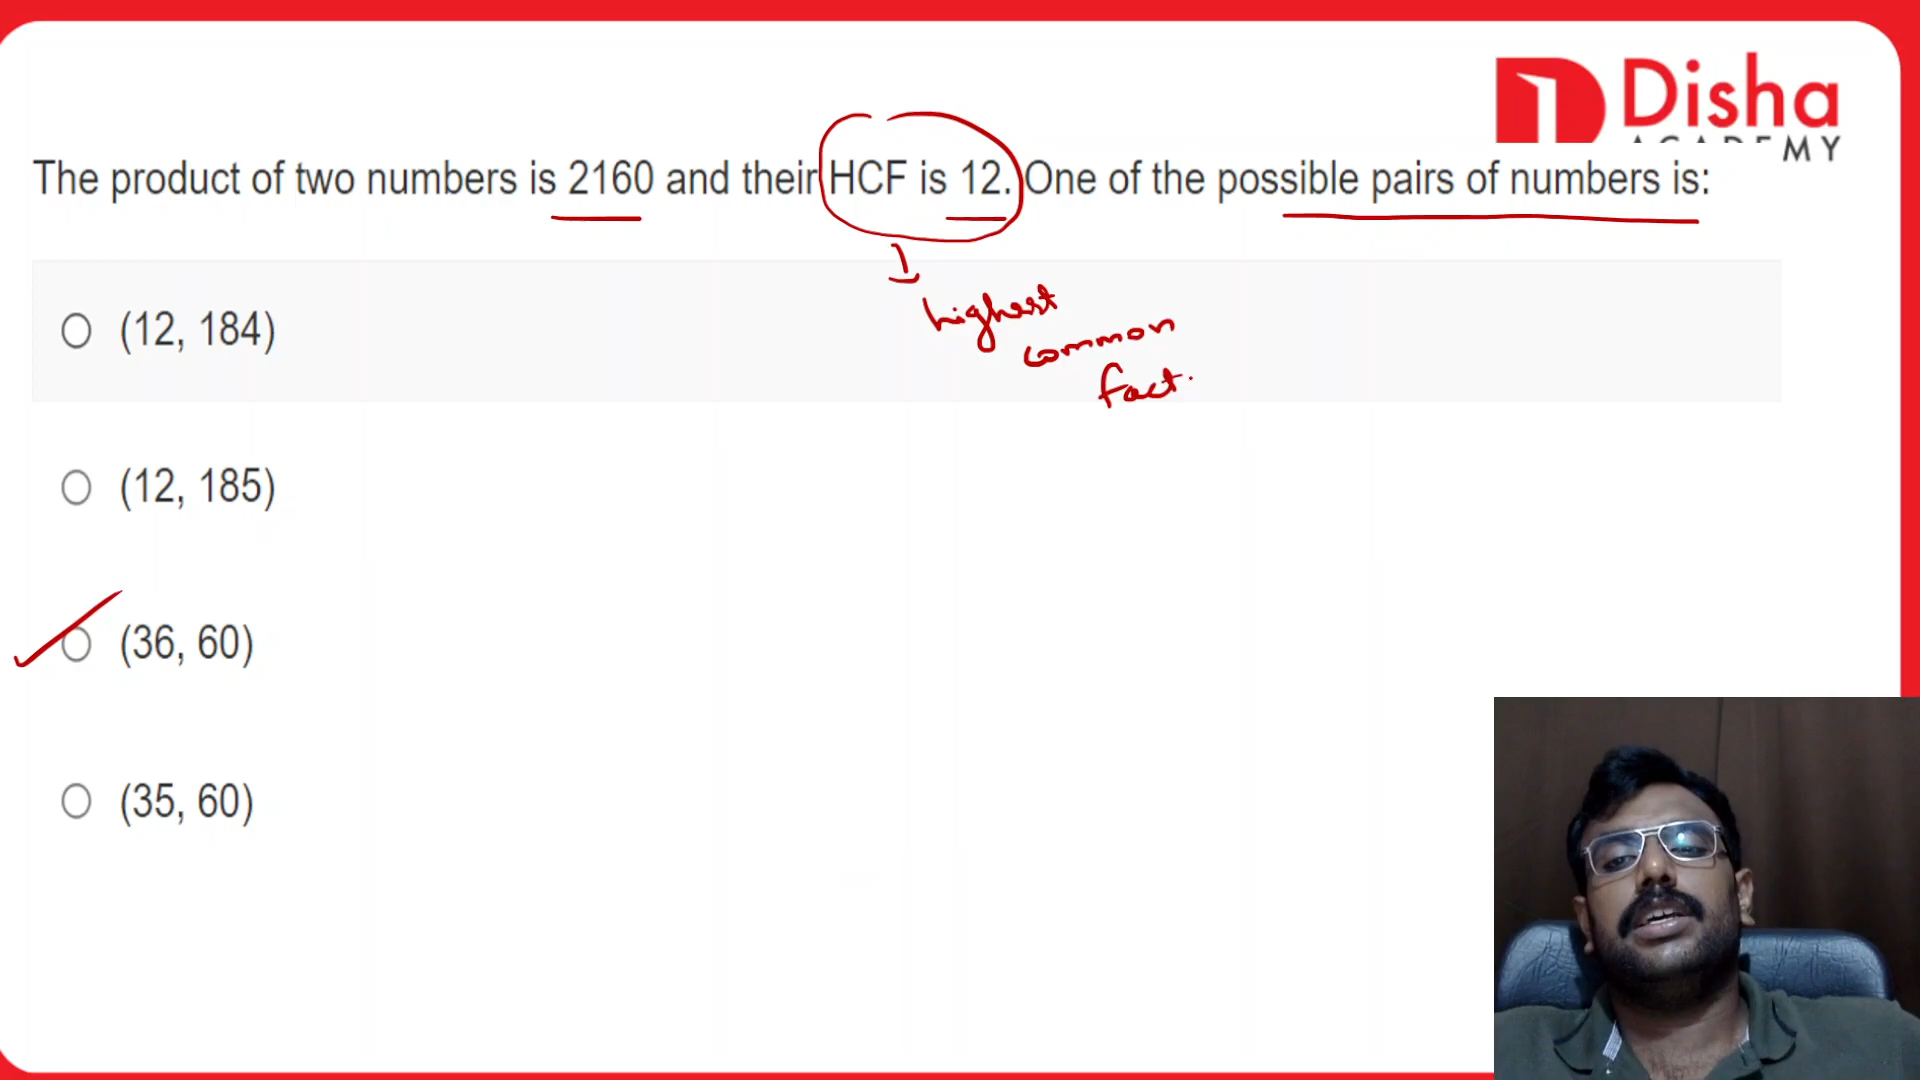 Disha
ACADEMY
The product of two numbers is 2160 and their HCF is 12. One of the possible pairs of numbers is:
highest
common
fact.
(12, 184)
(12, 185)
(36, 60)
(35, 60)